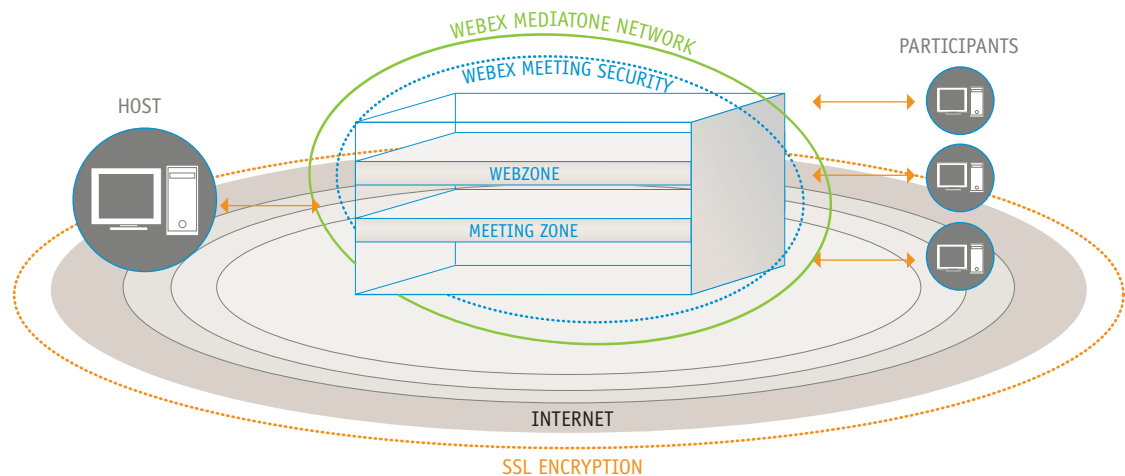 WEBEX MEDIATONE NETWORK
WEBEX MEETING SECURITY
PARTICIPANTS
HOST
WEBZONE
MEETING ZONE
INTERNET
SSL ENCRYPTION